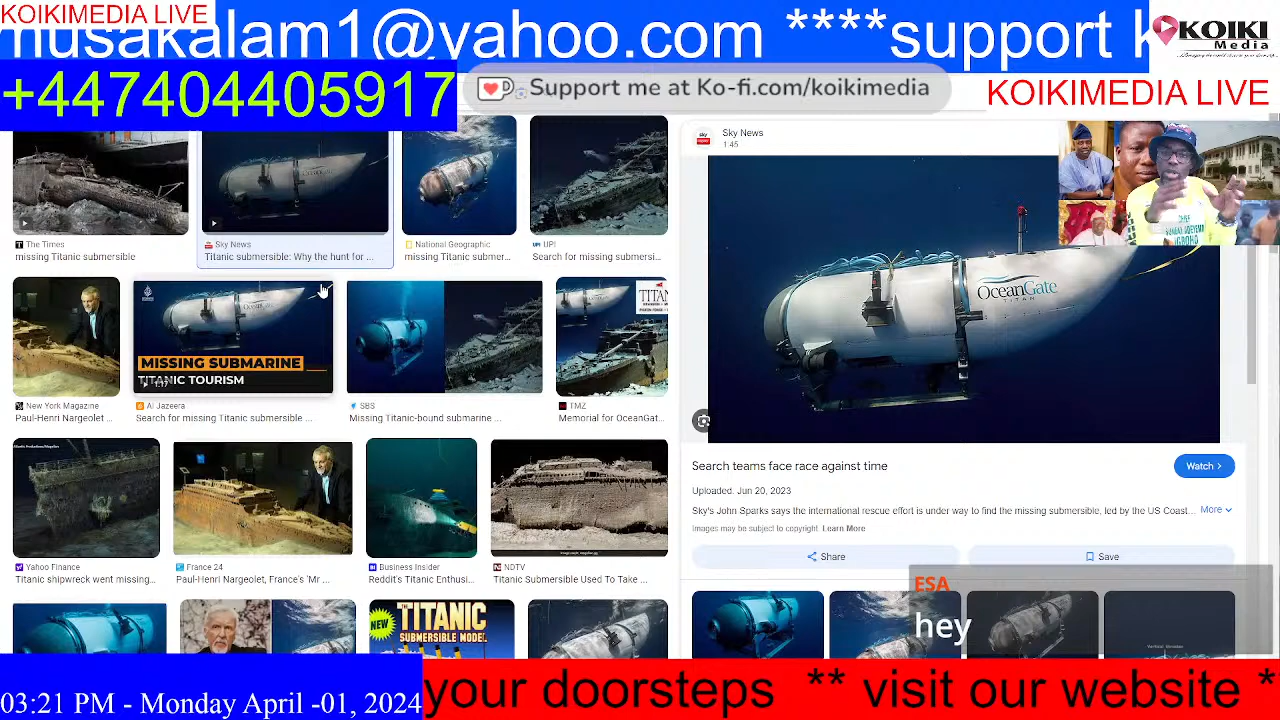 KOIKIMEDIA LIVE
musakalam1@yahoo.com ****support k
KOIKI
Media
+447404405917
Support me at Ko-fi.com/koikimedia
KOIKIMEDIA LIVE
Sky News
1:45
The Times
missing Titanic submersible
Sky News
Titanic submersible: Why the hunt for ...
National Geographic
missing Titanic submer...
UPI
Search for missing submersi...
OceanGate
TITAN
MISSING SUBMARINE
TITANIC TOURISM
1:17
TITAN
New York Magazine
Paul-Henri Nargeolet ...
Al Jazeera
Search for missing Titanic submersible ...
SBS
Missing Titanic-bound submarine ...
TMZ
Memorial for OceanGat...
Search teams face race against time
Watch
Uploaded: Jun 20, 2023
Sky's John Sparks says the international rescue effort is under way to find the missing submersible, led by the US Coast... More
Images may be subject to copyright. Learn More
Share
Save
Yahoo Finance
Titanic shipwreck went missing...
France 24
Paul-Henri Nargeolet, France's 'Mr ...
Business Insider
Reddit's Titanic Enthusi...
NDTV
Titanic Submersible Used To Take ...
ESA
hey
NEW
THE
TITANIC
SUBMERSIBLE MODEL
03:21 PM - Monday April -01, 2024
your doorsteps ** visit our website *